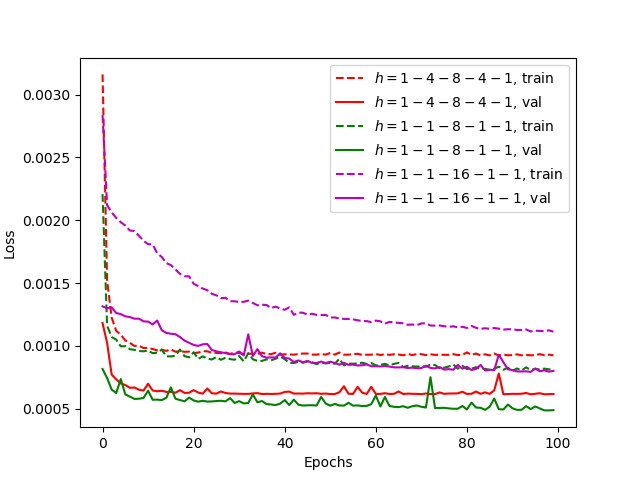 0.0030
0.0025
0.0020
0.0015
0.0010
0.0005
Loss
0 20 40 60 80 100
Epochs
h = 1 − 4 − 8 − 4 − 1, train
h = 1 − 4 − 8 − 4 − 1, val
h = 1 − 1 − 8 − 1 − 1, train
h = 1 − 1 − 8 − 1 − 1, val
h = 1 − 1 − 16 − 1 − 1, train
h = 1 − 1 − 16 − 1 − 1, val